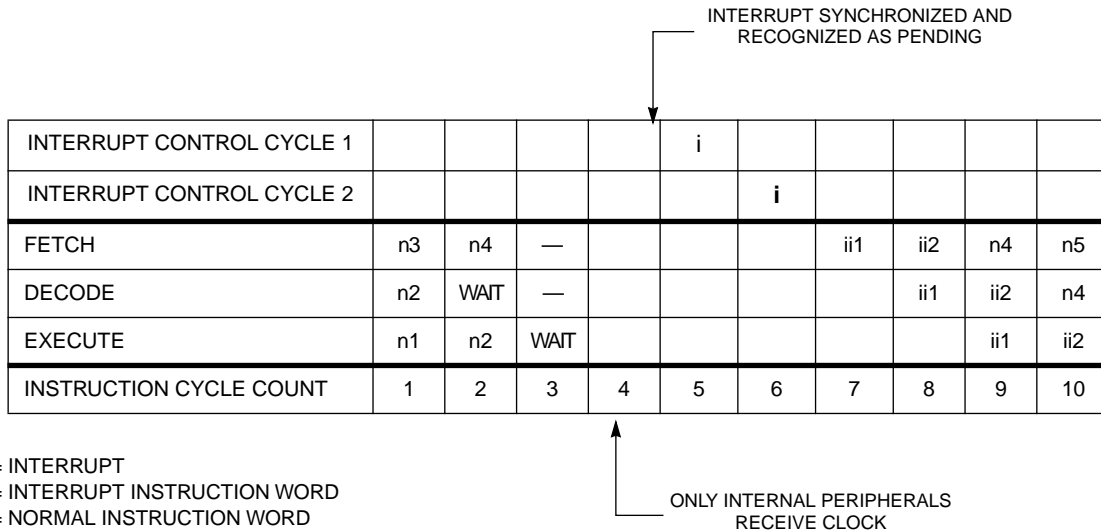 INTERRUPT SYNCHRONIZED AND
RECOGNIZED AS PENDING
INTERRUPT CONTROL CYCLE 1 i
INTERRUPT CONTROL CYCLE 2 i
FETCH n3 n4 — ii1 ii2 n4 n5
DECODE n2 WAIT — ii1 ii2 n4
EXECUTE n1 n2 WAIT ii1 ii2
INSTRUCTION CYCLE COUNT 1 2 3 4 5 6 7 8 9 10
= INTERRUPT
= INTERRUPT INSTRUCTION WORD
= NORMAL INSTRUCTION WORD
ONLY INTERNAL PERIPHERALS
RECEIVE CLOCK